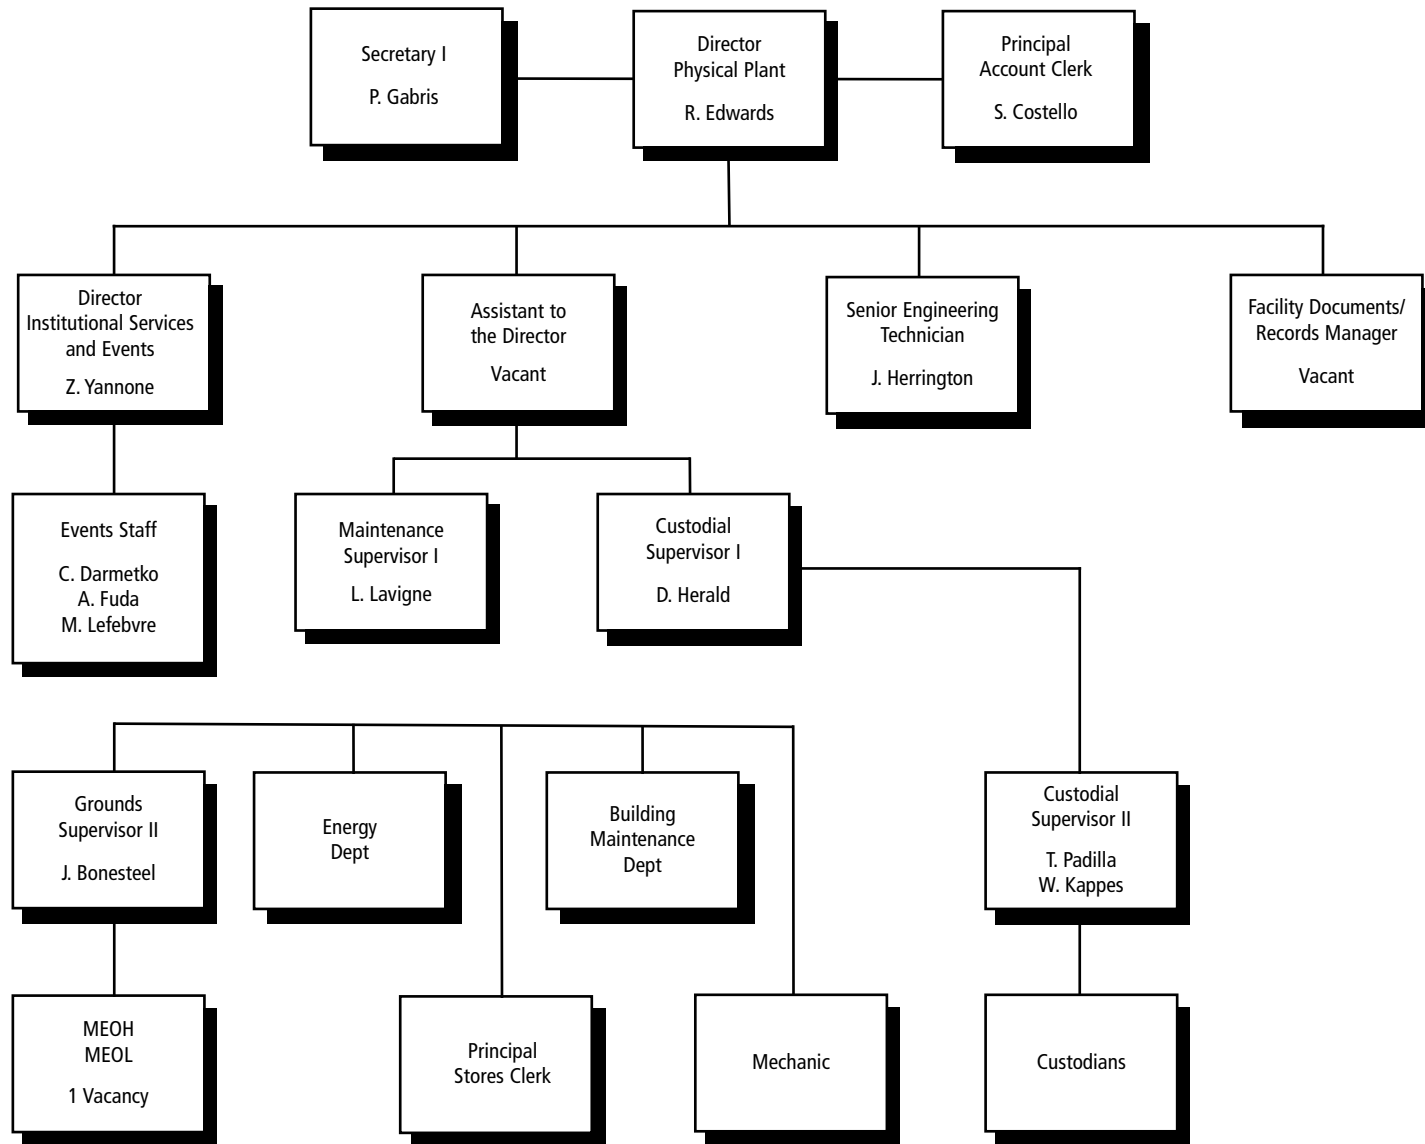 Secretary I
P. Gabris
Director
Physical Plant
R. Edwards
Principal
Account Clerk
S. Costello
Director
Institutional Services
and Events
Z. Yannone
Assistant to
the Director
Vacant
Senior Engineering
Technician
J. Herrington
Facility Documents/
Records Manager
Vacant
Events Staff
C. Darmetko
A. Fuda
M. Lefebvre
Maintenance
Supervisor I
L. Lavigne
Custodial
Supervisor I
D. Herald
Grounds
Supervisor II
J. Bonesteel
Energy
Dept
Building
Maintenance
Dept
Custodial
Supervisor II
T. Padilla
W. Kappes
MEOH
MEOL
1 Vacancy
Principal
Stores Clerk
Mechanic
Custodians